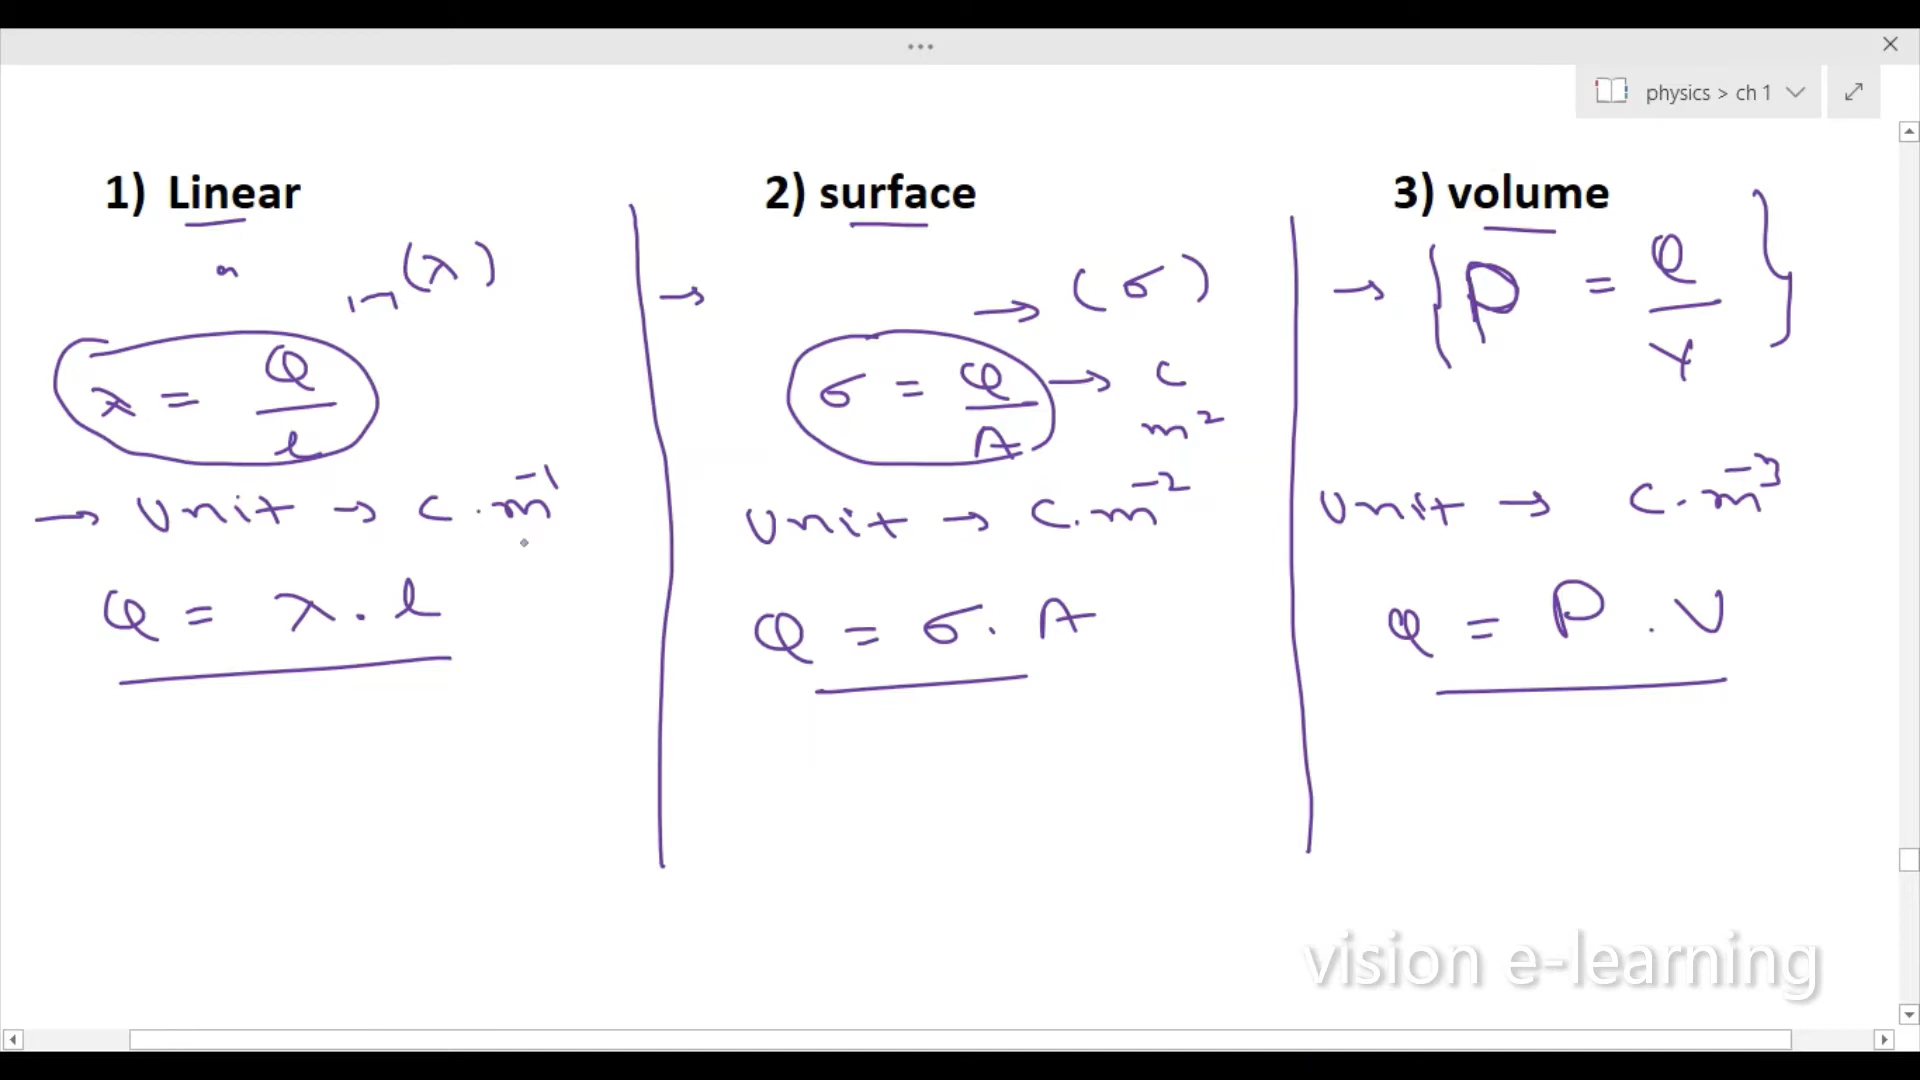 physics > ch 1
1) Linear
(λ)
λ = Q / l
→ Unit → C · m⁻¹
Q = λ . l
2) surface
→
→ (σ)
σ = Q / A → C
m²
Unit → C . m⁻²
Q = σ . A
3) volume
→ { ρ = Q / V }
Unit → C · m⁻³
Q = ρ . V
vision e-learning